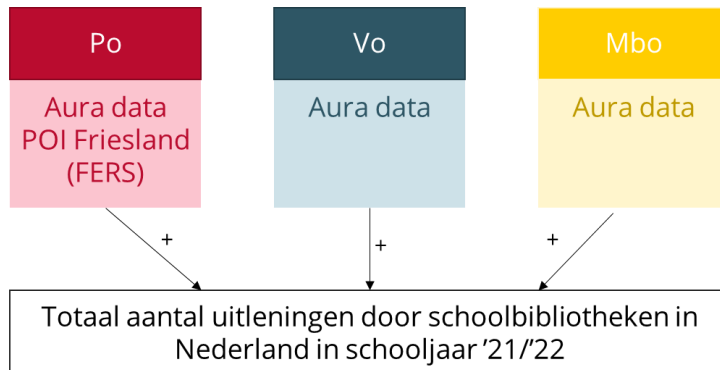 Po
Vo
Mbo
Aura data
POI Friesland
(FERS)
Aura data
Aura data
+
+
+
Totaal aantal uitleningen door schoolbibliotheken in
Nederland in schooljaar ’21/’22